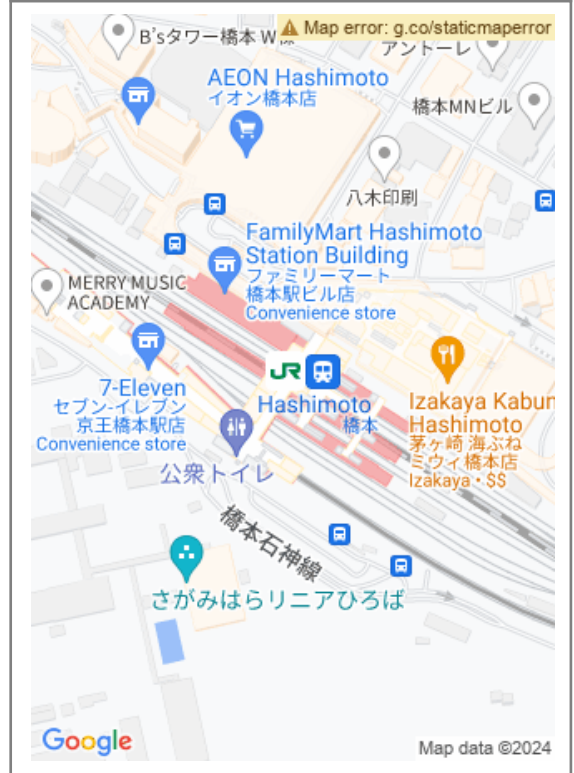 B'sタワー橋本 W
Map error: g.co/staticmaperror
アントーレ
AEON Hashimoto
イオン橋本店
橋本MNビル
八木印刷
FamilyMart Hashimoto
Station Building
ファミリーマート
橋本駅ビル店
Convenience store
MERRY MUSIC
ACADEMY
JR
7-Eleven
セブン-イレブン
京王橋本駅店
Convenience store
Hashimoto
橋本
Izakaya Kabun
Hashimoto
茅ヶ崎 海ぶね
ミウィ橋本店
Izakaya・$$
公衆トイレ
橋本石神線
さがみはらリニアひろば
Google
Map data ©2024